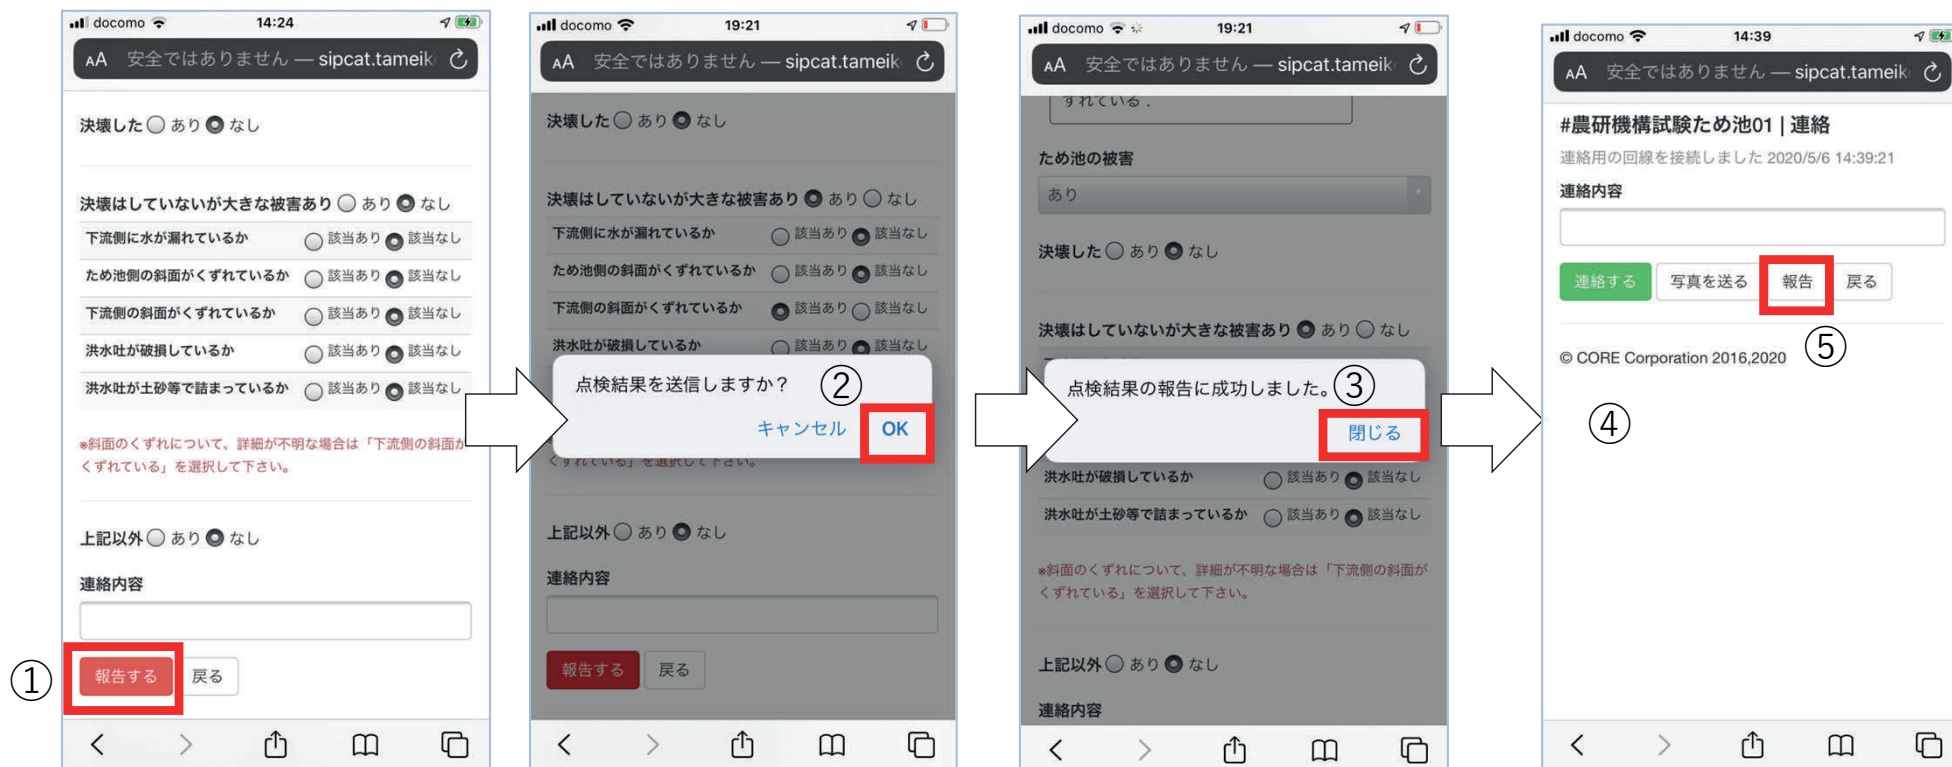 docomo 14:24
AA 安全ではありません — sipcat.tameik
決壊した あり なし
決壊はしていないが大きな被害あり あり なし
下流側に水が漏れているか 該当あり 該当なし
ため池側の斜面がくずれているか 該当あり 該当なし
下流側の斜面がくずれているか 該当あり 該当なし
洪水吐が破損しているか 該当あり 該当なし
洪水吐が土砂等で詰まっているか 該当あり 該当なし
※斜面のくずれについて、詳細が不明な場合は「下流側の斜面が
くずれている」を選択して下さい。
上記以外 あり なし
連絡内容
① 報告する 戻る
docomo 19:21
AA 安全ではありません — sipcat.tameik
決壊した あり なし
決壊はしていないが大きな被害あり あり なし
下流側に水が漏れているか 該当あり 該当なし
ため池側の斜面がくずれているか 該当あり 該当なし
下流側の斜面がくずれているか 該当あり 該当なし
洪水吐が破損しているか 該当あり 該当なし
点検結果を送信しますか？ ②
キャンセル OK
くずれている」を選択して下さい。
上記以外 あり なし
連絡内容
報告する 戻る
docomo 19:21
AA 安全ではありません — sipcat.tameik
すれている．
ため池の被害
あり
決壊した あり なし
決壊はしていないが大きな被害あり あり なし
点検結果の報告に成功しました。 ③
閉じる
洪水吐が破損しているか 該当あり 該当なし
洪水吐が土砂等で詰まっているか 該当あり 該当なし
※斜面のくずれについて、詳細が不明な場合は「下流側の斜面が
くずれている」を選択して下さい。
上記以外 あり なし
連絡内容
docomo 14:39
AA 安全ではありません — sipcat.tameik
#農研機構試験ため池01 | 連絡
連絡用の回線を接続しました 2020/5/6 14:39:21
連絡内容
連絡する 写真を送る 報告 戻る
⑤
© CORE Corporation 2016,2020
④